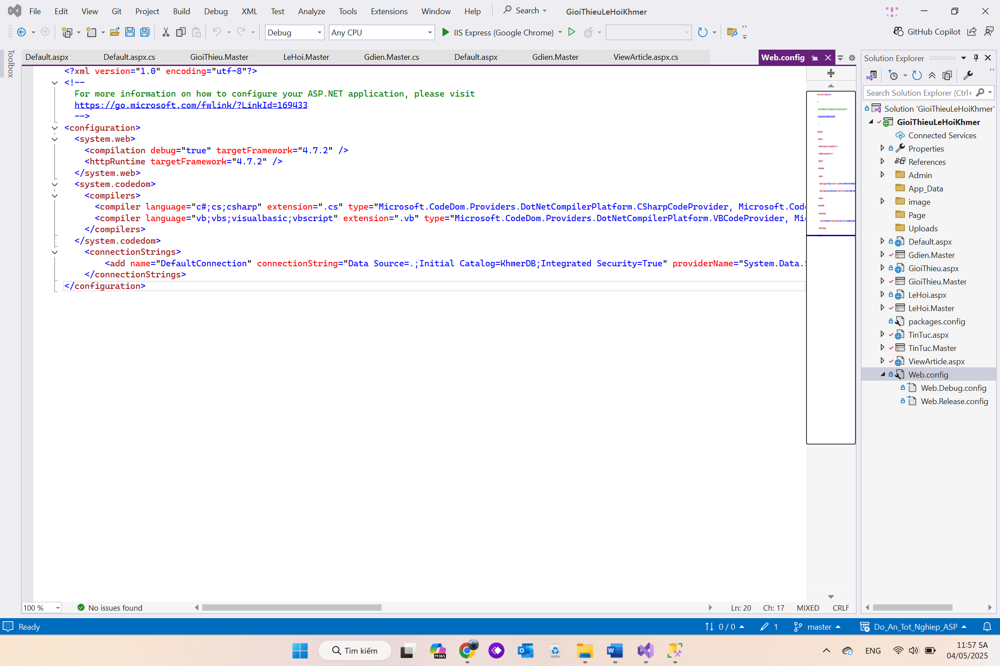 File Edit View Git Project Build Debug XML Test Analyze Tools Extensions Window Help Search GioiThieuLeHoiKhmer
Debug Any CPU IIS Express (Google Chrome) GitHub Copilot
Toolbox
Default.aspx Default.aspx.cs GioiThieu.Master LeHoi.Master Gdien.Master.cs Default.aspx Gdien.Master ViewArticle.aspx.cs Web.config
<?xml version="1.0" encoding="utf-8"?>
<!--
For more information on how to configure your ASP.NET application, please visit
https://go.microsoft.com/fwlink/?LinkId=169433
-->
<configuration>
<system.web>
<compilation debug="true" targetFramework="4.7.2" />
<httpRuntime targetFramework="4.7.2" />
</system.web>
<system.codedom>
<compilers>
<compiler language="c#;cs;csharp" extension=".cs" type="Microsoft.CodeDom.Providers.DotNetCompilerPlatform.CSharpCodeProvider, Microsoft.Cod
<compiler language="vb;vbs;visualbasic;vbscript" extension=".vb" type="Microsoft.CodeDom.Providers.DotNetCompilerPlatform.VBCodeProvider, Mi
</compilers>
</system.codedom>
<connectionStrings>
<add name="DefaultConnection" connectionString="Data Source=.;Initial Catalog=KhmerDB;Integrated Security=True" providerName="System.Data.
</connectionStrings>
</configuration>
100 % No issues found Ln: 20 Ch: 17 MIXED CRLF
Solution Explorer
Search Solution Explorer (Ctrl+
Solution 'GioiThieuLeHoiKhmer'
GioiThieuLeHoiKhmer
Connected Services
Properties
References
Admin
App_Data
image
Page
Uploads
Default.aspx
Gdien.Master
GioiThieu.aspx
GioiThieu.Master
LeHoi.aspx
LeHoi.Master
packages.config
TinTuc.aspx
TinTuc.Master
ViewArticle.aspx
Web.config
Web.Debug.config
Web.Release.config
Ready 0 / 0 1 master Do_An_Tot_Nghiep_ASP
Tìm kiếm M365 ENG 11:57 SA
04/05/2025